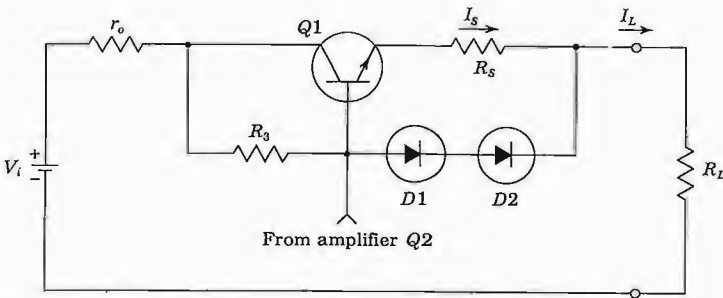 r_o
Q1
I_s
I_L
R_s
R_3
V_i
+
-
D1
D2
R_L
From amplifier Q2